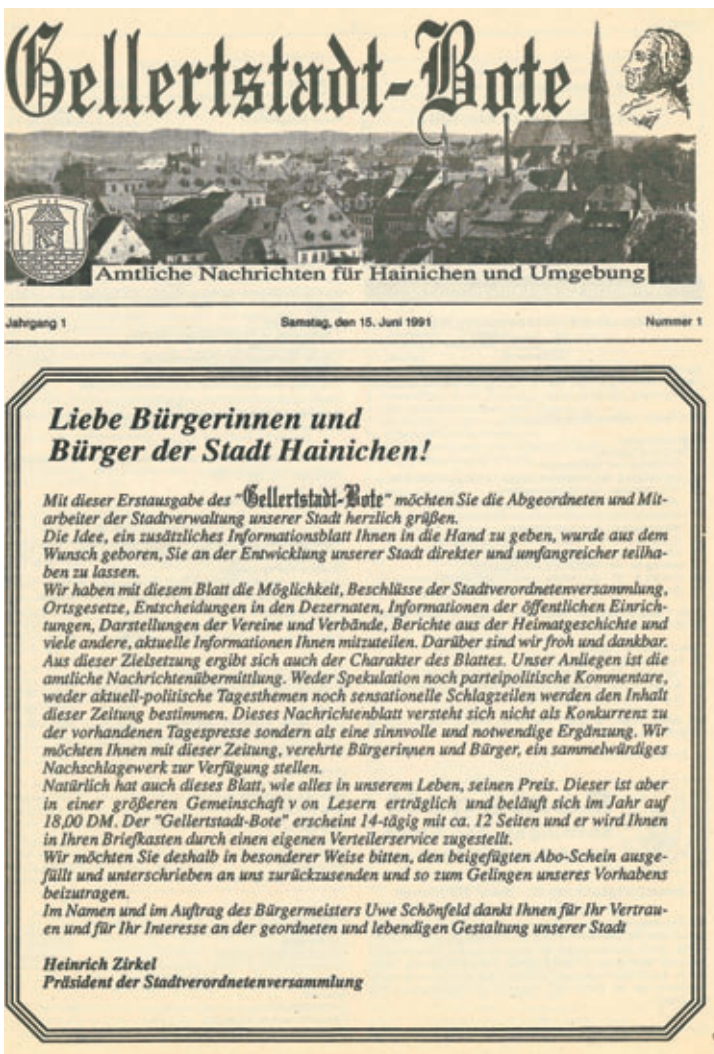 Gellertstadt-Bote
Amtliche Nachrichten für Hainichen und Umgebung
Jahrgang 1 Samstag, den 15. Juni 1991 Nummer 1
Liebe Bürgerinnen und
Bürger der Stadt Hainichen!
Mit dieser Erstausgabe des "Gellertstadt-Bote" möchten Sie die Abgeordneten und Mit-
arbeiter der Stadtverwaltung unserer Stadt herzlich grüßen.
Die Idee, ein zusätzliches Informationsblatt Ihnen in die Hand zu geben, wurde aus dem
Wunsch geboren, Sie an der Entwicklung unserer Stadt direkter und umfangreicher teilha-
ben zu lassen.
Wir haben mit diesem Blatt die Möglichkeit, Beschlüsse der Stadtverordnetenversammlung,
Ortsgesetze, Entscheidungen in den Dezernaten, Informationen der öffentlichen Einrich-
tungen, Darstellungen der Vereine und Verbände, Berichte aus der Heimatgeschichte und
viele andere, aktuelle Informationen Ihnen mitzuteilen. Darüber sind wir froh und dankbar.
Aus dieser Zielsetzung ergibt sich auch der Charakter des Blattes. Unser Anliegen ist die
amtliche Nachrichtenübermittlung. Weder Spekulation noch parteipolitische Kommentare,
weder aktuell-politische Tagesthemen noch sensationelle Schlagzeilen werden den Inhalt
dieser Zeitung bestimmen. Dieses Nachrichtenblatt versteht sich nicht als Konkurrenz zu
der vorhandenen Tagespresse sondern als eine sinnvolle und notwendige Ergänzung. Wir
möchten Ihnen mit dieser Zeitung, verehrte Bürgerinnen und Bürger, ein sammelwürdiges
Nachschlagewerk zur Verfügung stellen.
Natürlich hat auch dieses Blatt, wie alles in unserem Leben, seinen Preis. Dieser ist aber
in einer größeren Gemeinschaft v on Lesern erträglich und beläuft sich im Jahr auf
18,00 DM. Der "Gellertstadt-Bote" erscheint 14-tägig mit ca. 12 Seiten und er wird Ihnen
in Ihren Briefkasten durch einen eigenen Verteilerservice zugestellt.
Wir möchten Sie deshalb in besonderer Weise bitten, den beigefügten Abo-Schein ausge-
füllt und unterschrieben an uns zurückzusenden und so zum Gelingen unseres Vorhabens
beizutragen.
Im Namen und im Auftrag des Bürgermeisters Uwe Schönfeld dankt Ihnen für Ihr Vertrau-
en und für Ihr Interesse an der geordneten und lebendigen Gestaltung unserer Stadt
Heinrich Zirkel
Präsident der Stadtverordnetenversammlung